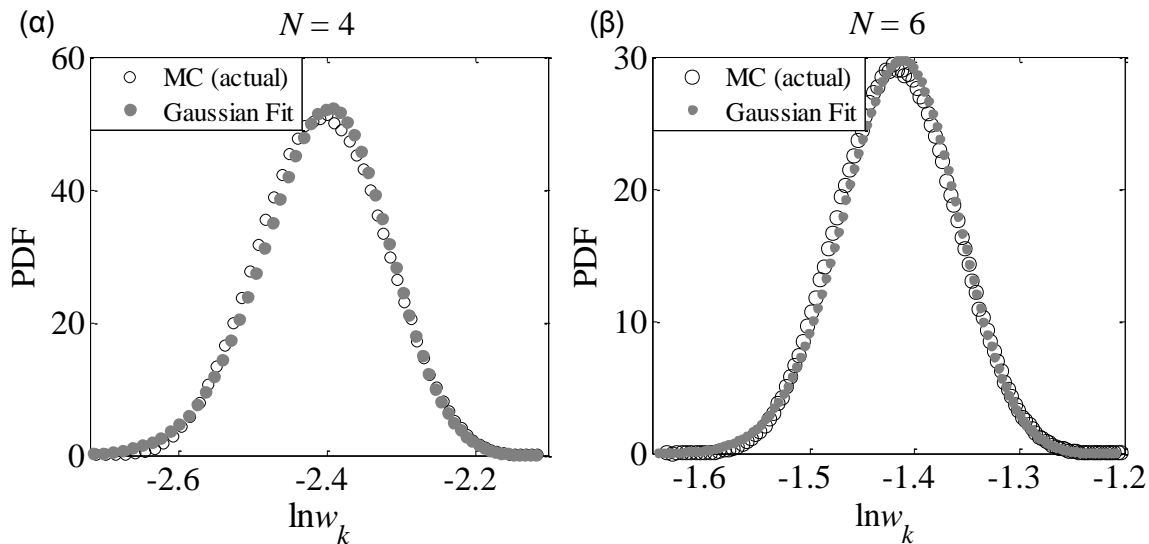 (α)
N = 4
60
MC (actual)
Gaussian Fit
40
PDF
20
0
-2.6
-2.4
-2.2
lnw_k
(β)
N = 6
30
MC (actual)
Gaussian Fit
20
PDF
10
0
-1.6
-1.5
-1.4
-1.3
-1.2
lnw_k